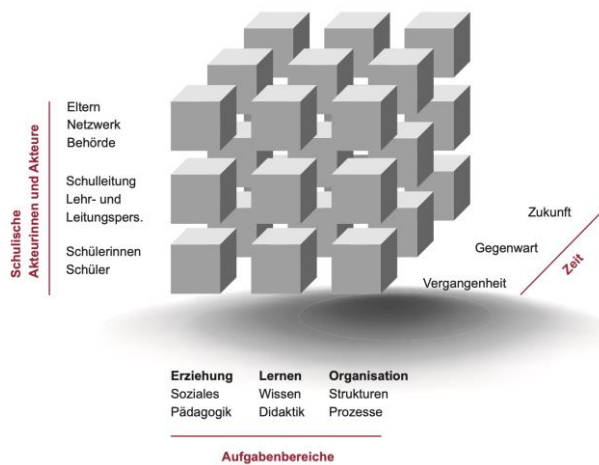 Schulische
Akteurinnen und Akteure
Eltern
Netzwerk
Behörde
Schulleitung
Lehr- und
Leitungspers.
Schülerinnen
Schüler
Zukunft
Gegenwart
Vergangenheit
Zeit
Erziehung Lernen Organisation
Soziales Wissen Strukturen
Pädagogik Didaktik Prozesse
Aufgabenbereiche